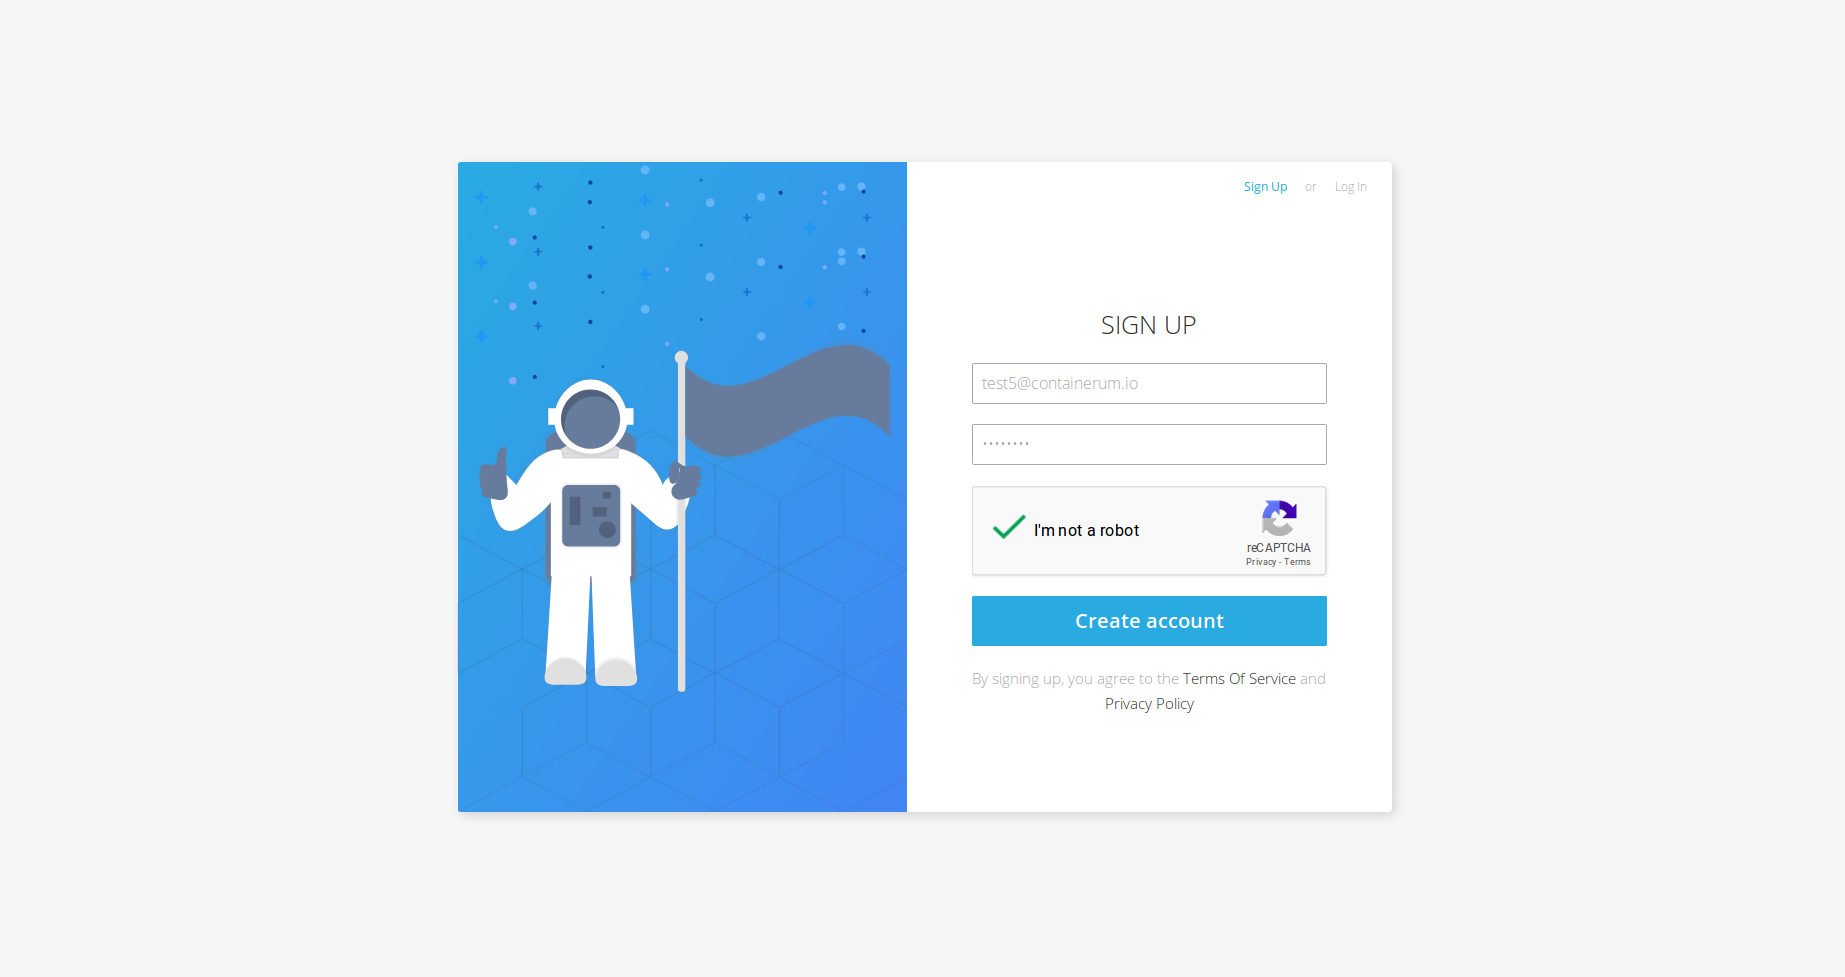 Sign Up or Log In
SIGN UP
test5@containerum.io
••••••••
I'm not a robot
reCAPTCHA
Privacy - Terms
Create account
By signing up, you agree to the Terms Of Service and
Privacy Policy